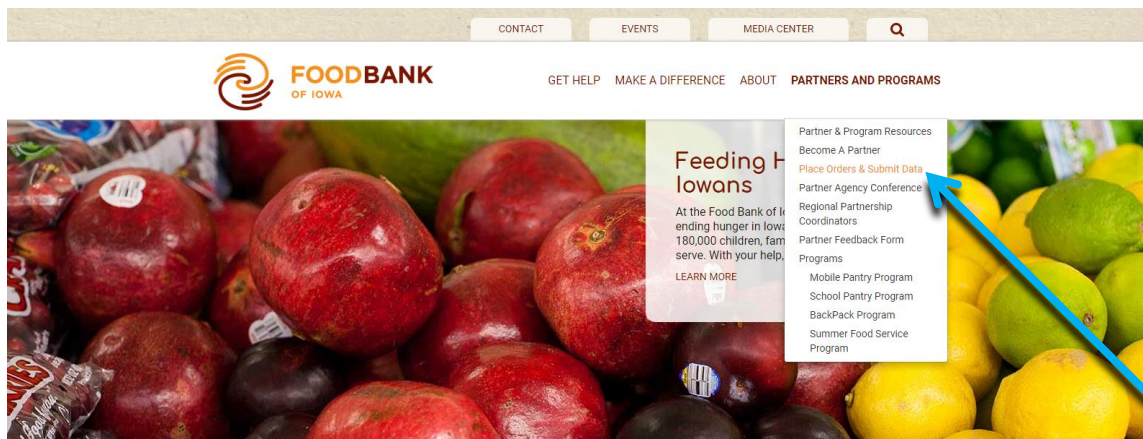 CONTACT
EVENTS
MEDIA CENTER
FOODBANK
OF IOWA
GET HELP
MAKE A DIFFERENCE
ABOUT
PARTNERS AND PROGRAMS
Feeding H
Iowans
At the Food Bank of I
ending hunger in Iowa
180,000 children, fam
serve. With your help,
LEARN MORE
Partner & Program Resources
Become A Partner
Place Orders & Submit Data
Partner Agency Conference
Regional Partnership
Coordinators
Partner Feedback Form
Programs
Mobile Pantry Program
School Pantry Program
BackPack Program
Summer Food Service
Program